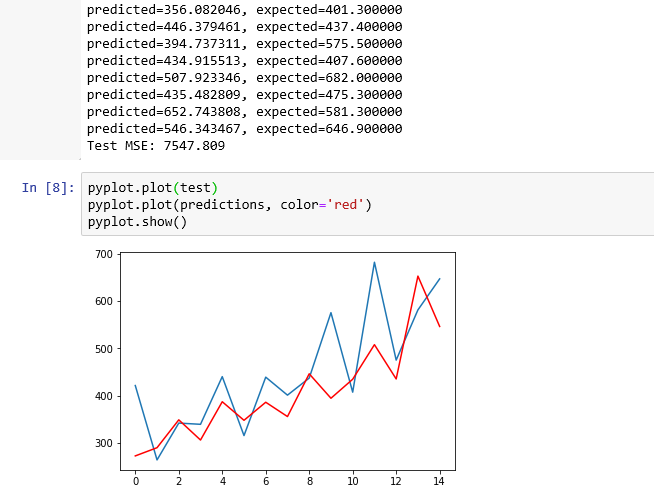 predicted=356.082046, expected=401.300000
predicted=446.379461, expected=437.400000
predicted=394.737311, expected=575.500000
predicted=434.915513, expected=407.600000
predicted=507.923346, expected=682.000000
predicted=435.482809, expected=475.300000
predicted=652.743808, expected=581.300000
predicted=546.343467, expected=646.900000
Test MSE: 7547.809
In [8]: pyplot.plot(test)
pyplot.plot(predictions, color='red')
pyplot.show()
700
600
500
400
300
0 2 4 6 8 10 12 14